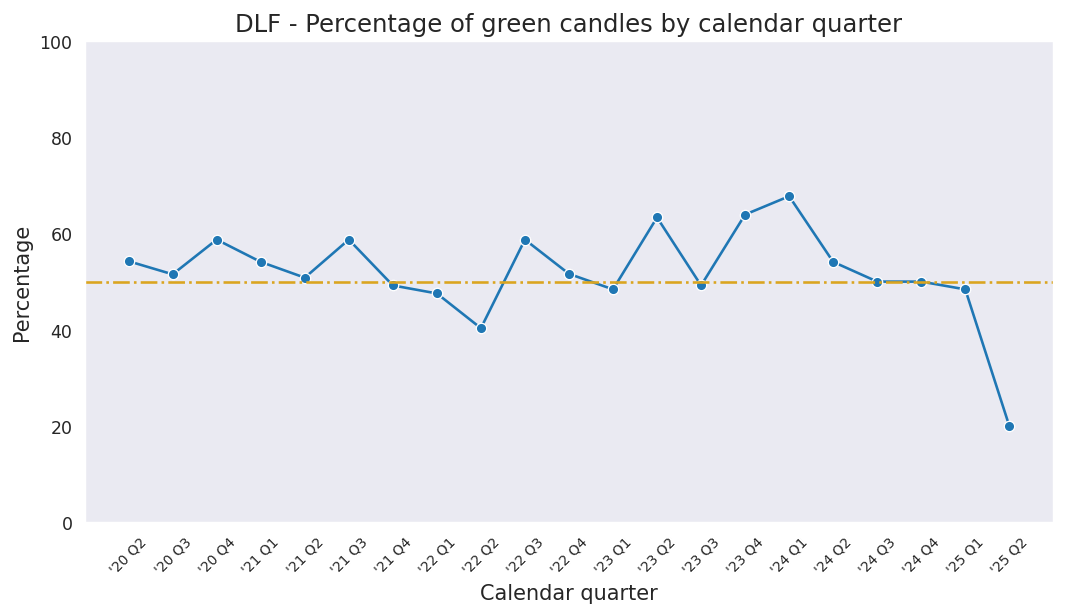 DLF - Percentage of green candles by calendar quarter
100
80
60
40
20
0
Percentage
'20 Q2
'20 Q3
'20 Q4
'21 Q1
'21 Q2
'21 Q3
'21 Q4
'22 Q1
'22 Q2
'22 Q3
'22 Q4
'23 Q1
'23 Q2
'23 Q3
'23 Q4
'24 Q1
'24 Q2
'24 Q3
'24 Q4
'25 Q1
'25 Q2
Calendar quarter